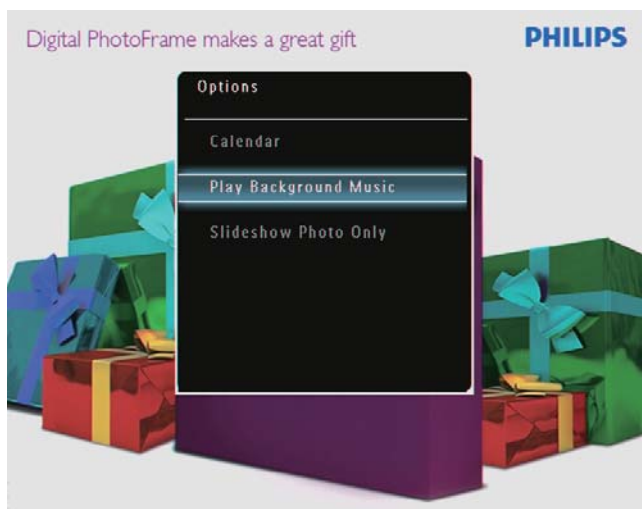 Digital PhotoFrame makes a great gift
PHILIPS
Options
Calendar
Play Background Music
Slideshow Photo Only